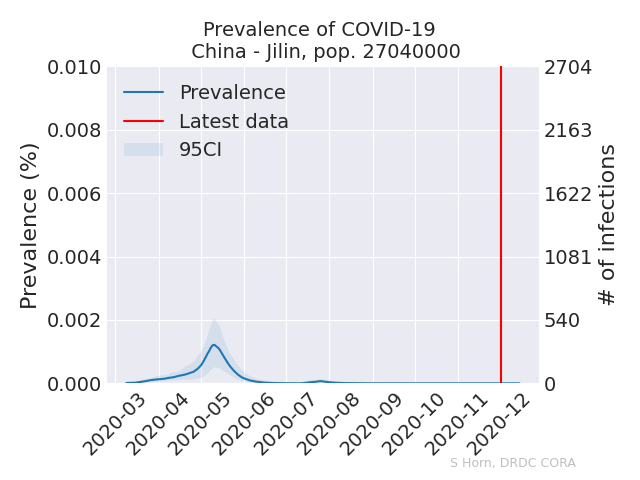 Prevalence of COVID-19
China - Jilin, pop. 27040000
Prevalence
Latest data
95CI
Prevalence (%)
0.010
0.008
0.006
0.004
0.002
0.000
2704
2163
1622
1081
540
0
# of infections
2020-03
2020-04
2020-05
2020-06
2020-07
2020-08
2020-09
2020-10
2020-11
2020-12
S Horn, DRDC CORA